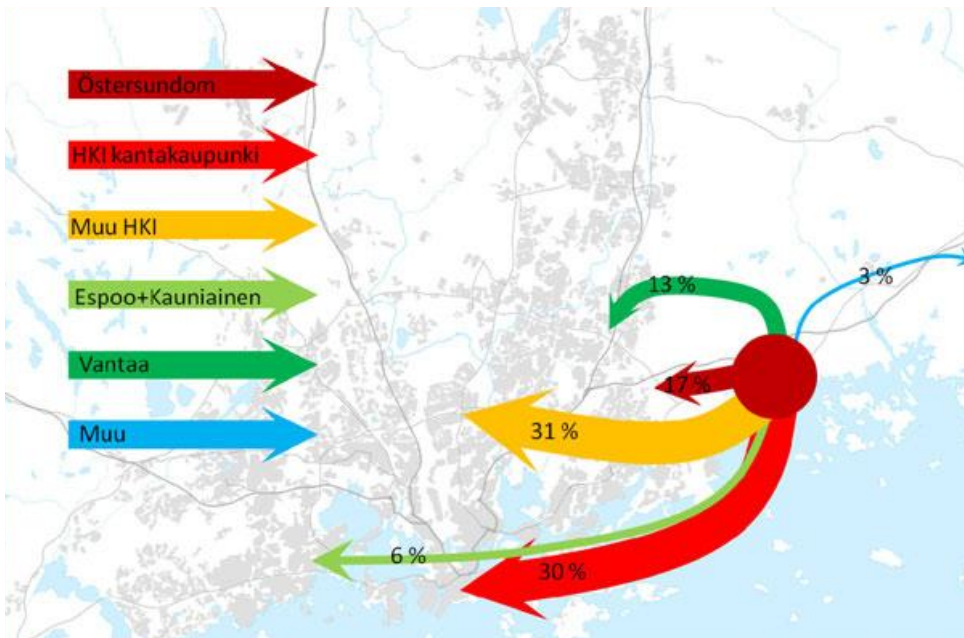 Östersundom
HKI kantakaupunki
Muu HKI
Espoo+Kauniainen
Vantaa
Muu
3 %
13 %
17 %
31 %
6 %
30 %